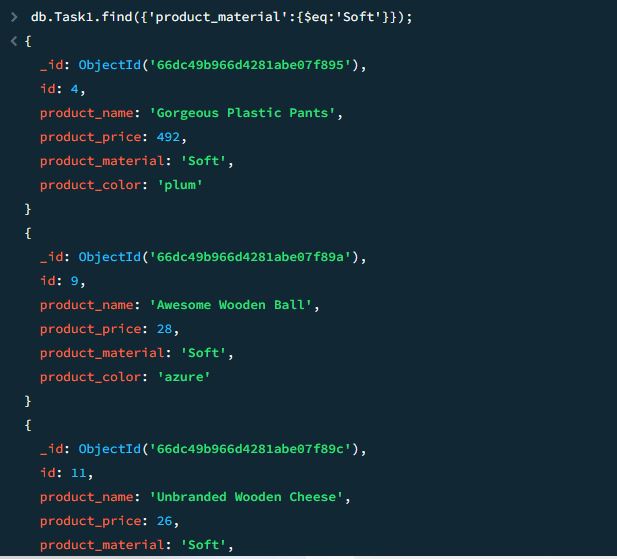 > db.Task1.find({'product_material':{$eq:'Soft'}});
< {
_id: ObjectId('66dc49b966d4281abe07f895'),
id: 4,
product_name: 'Gorgeous Plastic Pants',
product_price: 492,
product_material: 'Soft',
product_color: 'plum'
}
{
_id: ObjectId('66dc49b966d4281abe07f89a'),
id: 9,
product_name: 'Awesome Wooden Ball',
product_price: 28,
product_material: 'Soft',
product_color: 'azure'
}
{
_id: ObjectId('66dc49b966d4281abe07f89c'),
id: 11,
product_name: 'Unbranded Wooden Cheese',
product_price: 26,
product_material: 'Soft',